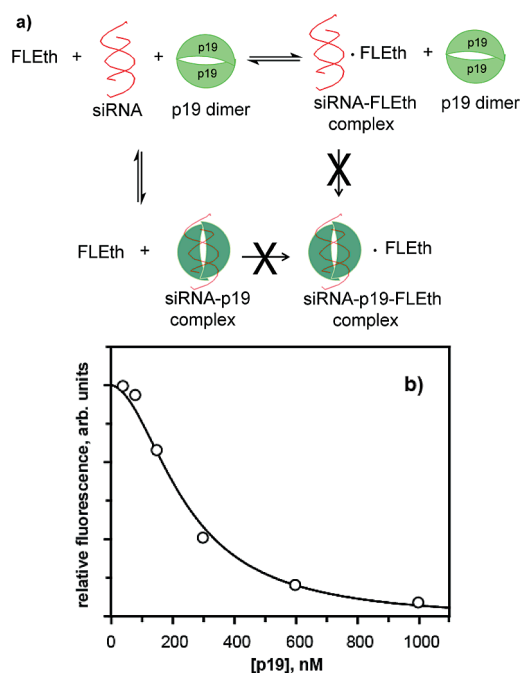 a)
FLEth + + p19 p19 · FLEth + p19 p19
siRNA p19 dimer siRNA-FLEth complex p19 dimer
X
FLEth + X · FLEth
siRNA-p19 complex siRNA-p19-FLEth complex
b)
relative fluorescence, arb. units
0 200 400 600 800 1000
[p19], nM